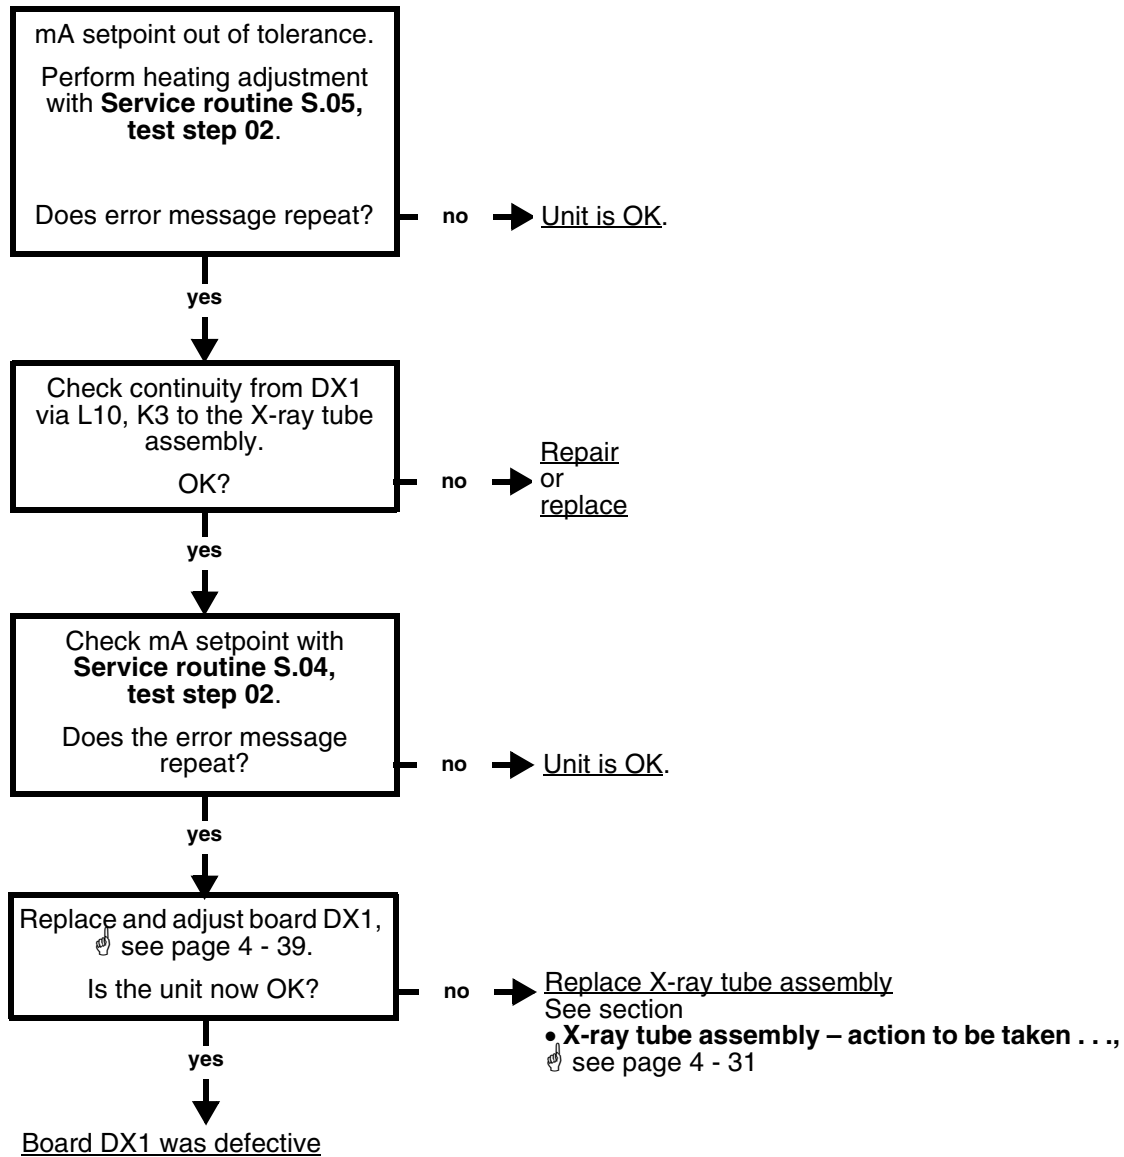 mA setpoint out of tolerance.
Perform heating adjustment
with Service routine S.05,
test step 02.
Does error message repeat?
no
Unit is OK.
yes
Check continuity from DX1
via L10, K3 to the X-ray tube
assembly.
OK?
no
Repair
or
replace
yes
Check mA setpoint with
Service routine S.04,
test step 02.
Does the error message
repeat?
no
Unit is OK.
yes
Replace and adjust board DX1,
☝ see page 4 - 39.
Is the unit now OK?
no
Replace X-ray tube assembly
See section
• X-ray tube assembly – action to be taken . . .,
☝ see page 4 - 31
yes
Board DX1 was defective